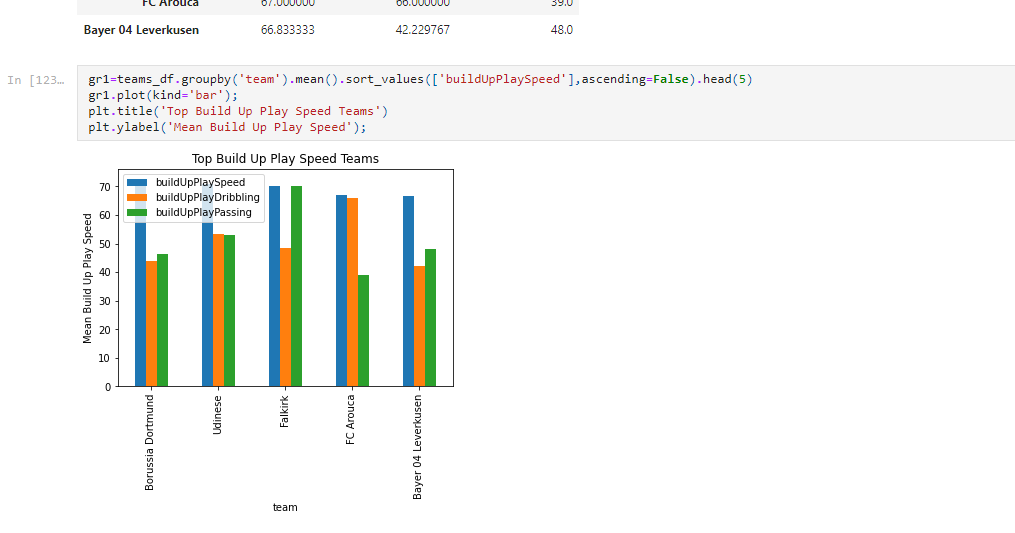 FC Arouca 67.000000 66.000000 39.0
Bayer 04 Leverkusen 66.833333 42.229767 48.0
In [123…
gr1=teams_df.groupby('team').mean().sort_values(['buildUpPlaySpeed'],ascending=False).head(5)
gr1.plot(kind='bar');
plt.title('Top Build Up Play Speed Teams')
plt.ylabel('Mean Build Up Play Speed');
Top Build Up Play Speed Teams
buildUpPlaySpeed
buildUpPlayDribbling
buildUpPlayPassing
Mean Build Up Play Speed
70
60
50
40
30
20
10
0
Borussia Dortmund
Udinese
Falkirk
FC Arouca
Bayer 04 Leverkusen
team